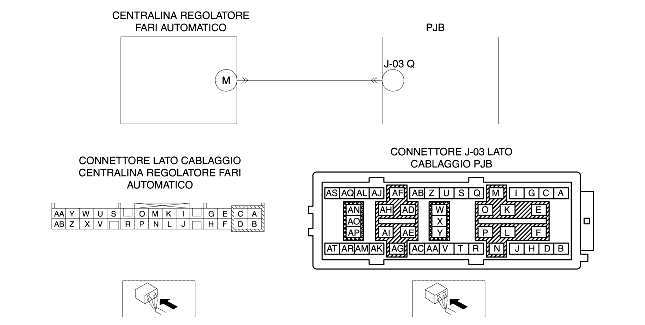 CENTRALINA REGOLATORE
FARI AUTOMATICO
PJB
M
J-03 Q
CONNETTORE LATO CABLAGGIO
CENTRALINA REGOLATORE FARI
AUTOMATICO
CONNETTORE J-03 LATO
CABLAGGIO PJB
AA Y W U S O M K I G E C A
AB Z X V R P N L J H F D B
AS AQ AL AJ AF AB Z U S Q M I G C A
AN AH AD W O K E
AO X
AP AI AE Y P L F
AT AR AM AK AG AC AA V T R N J H D B